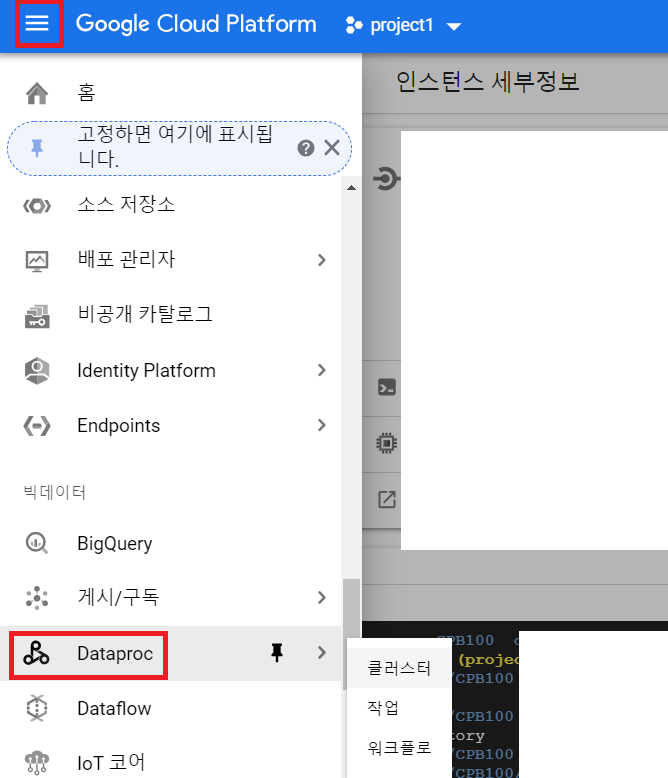 Google Cloud Platform
project1
인스턴스 세부정보
홈
고정하면 여기에 표시됩
니다.
소스 저장소
배포 관리자
비공개 카탈로그
Identity Platform
Endpoints
빅데이터
BigQuery
게시/구독
Dataproc
Dataflow
IoT 코어
클러스터
작업
워크플로
CPB100
(projec
/CPB100
/CPB100
tory
/CPB100
/CPB100/